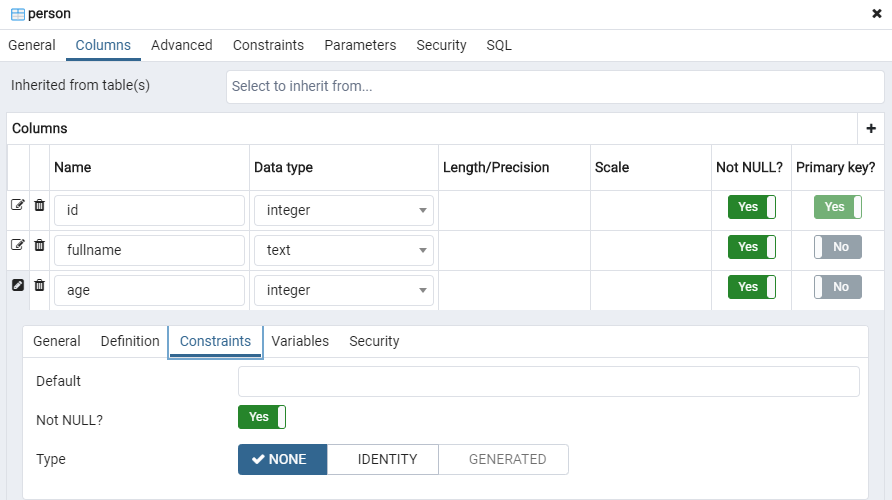 person
General Columns Advanced Constraints Parameters Security SQL
Inherited from table(s) Select to inherit from...
Columns
Name Data type Length/Precision Scale Not NULL? Primary key?
id integer Yes Yes
fullname text Yes No
age integer Yes No
General Definition Constraints Variables Security
Default
Not NULL? Yes
Type NONE IDENTITY GENERATED